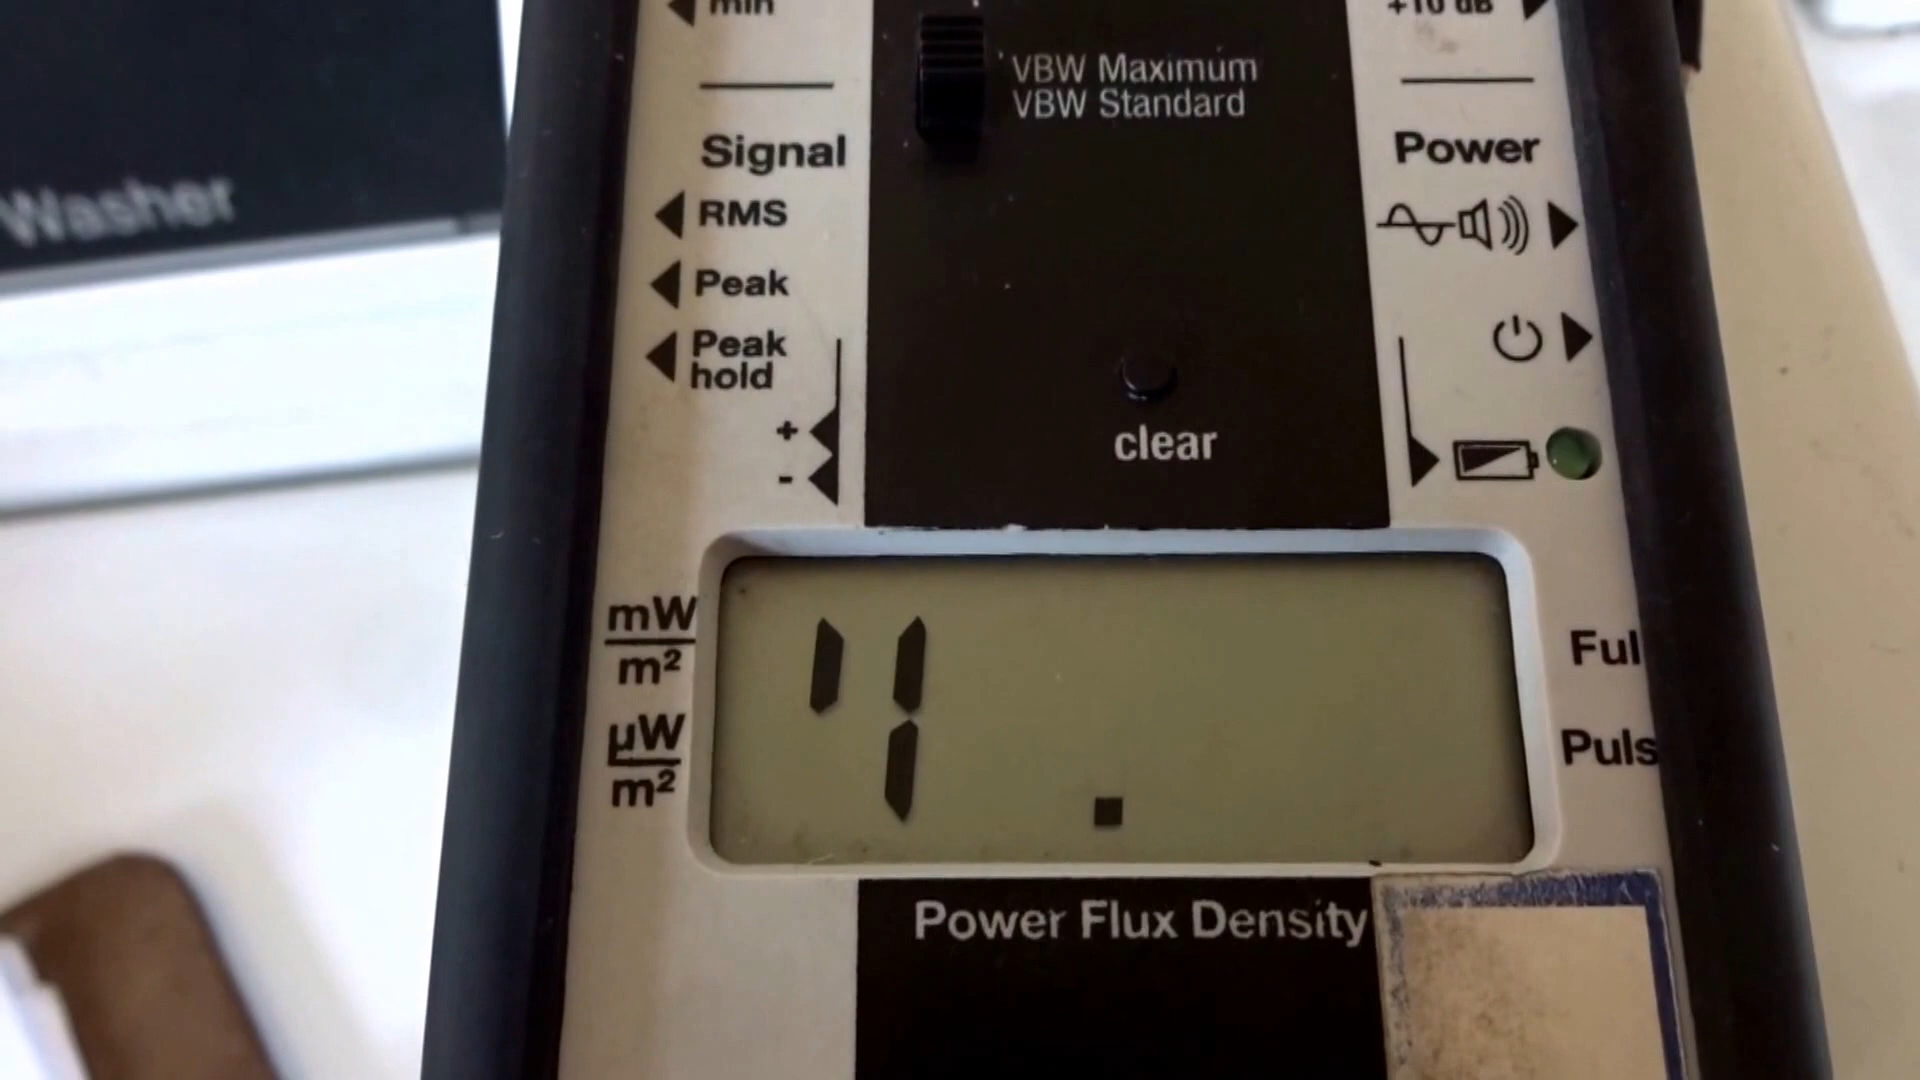 min
+10 dB
VBW Maximum
VBW Standard
Washer
Signal
Power
RMS
Peak
Peak
hold
+
-
clear
mW
m²
µW
m²
1
.
Ful
Puls
Power Flux Density